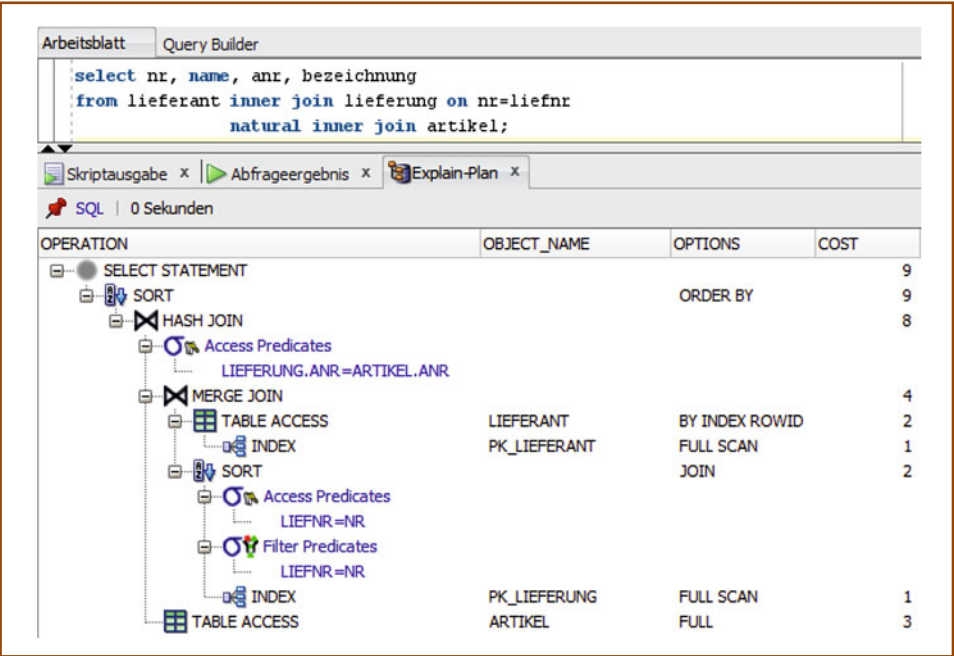 Arbeitsblatt Query Builder
select nr, name, anr, bezeichnung
from lieferant inner join lieferung on nr=liefnr
natural inner join artikel;
Skriptausgabe x Abfrageergebnis x Explain-Plan x
SQL | 0 Sekunden
OPERATION OBJECT_NAME OPTIONS COST
SELECT STATEMENT 9
SORT ORDER BY 9
HASH JOIN 8
Access Predicates
LIEFERUNG.ANR=ARTIKEL.ANR
MERGE JOIN 4
TABLE ACCESS LIEFERANT BY INDEX ROWID 2
INDEX PK_LIEFERANT FULL SCAN 1
SORT JOIN 2
Access Predicates
LIEFNR=NR
Filter Predicates
LIEFNR=NR
INDEX PK_LIEFERUNG FULL SCAN 1
TABLE ACCESS ARTIKEL FULL 3